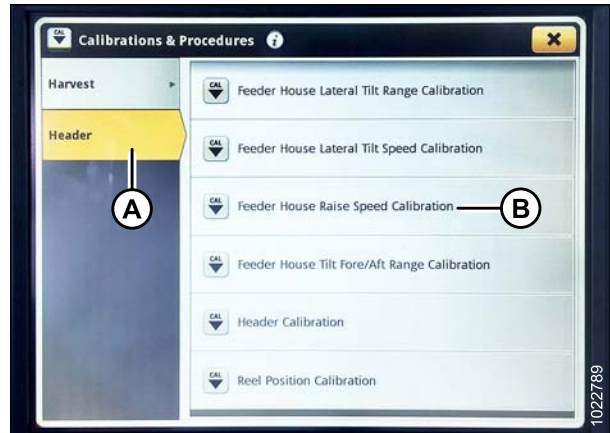 CAL Calibrations & Procedures i X
Harvest
Header
A
CAL Feeder House Lateral Tilt Range Calibration
CAL Feeder House Lateral Tilt Speed Calibration
CAL Feeder House Raise Speed Calibration B
CAL Feeder House Tilt Fore/Aft Range Calibration
CAL Header Calibration
CAL Reel Position Calibration
1022789